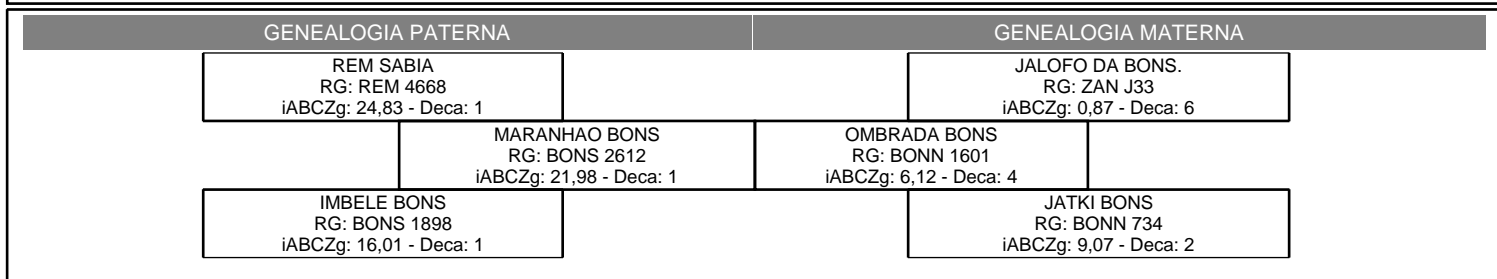 GENEALOGIA PATERNA
GENEALOGIA MATERNA
REM SABIA
RG: REM 4668
iABCZg: 24,83 - Deca: 1
JALOFO DA BONS.
RG: ZAN J33
iABCZg: 0,87 - Deca: 6
MARANHAO BONS
RG: BONS 2612
iABCZg: 21,98 - Deca: 1
OMBRADA BONS
RG: BONN 1601
iABCZg: 6,12 - Deca: 4
IMBELE BONS
RG: BONS 1898
iABCZg: 16,01 - Deca: 1
JATKI BONS
RG: BONN 734
iABCZg: 9,07 - Deca: 2